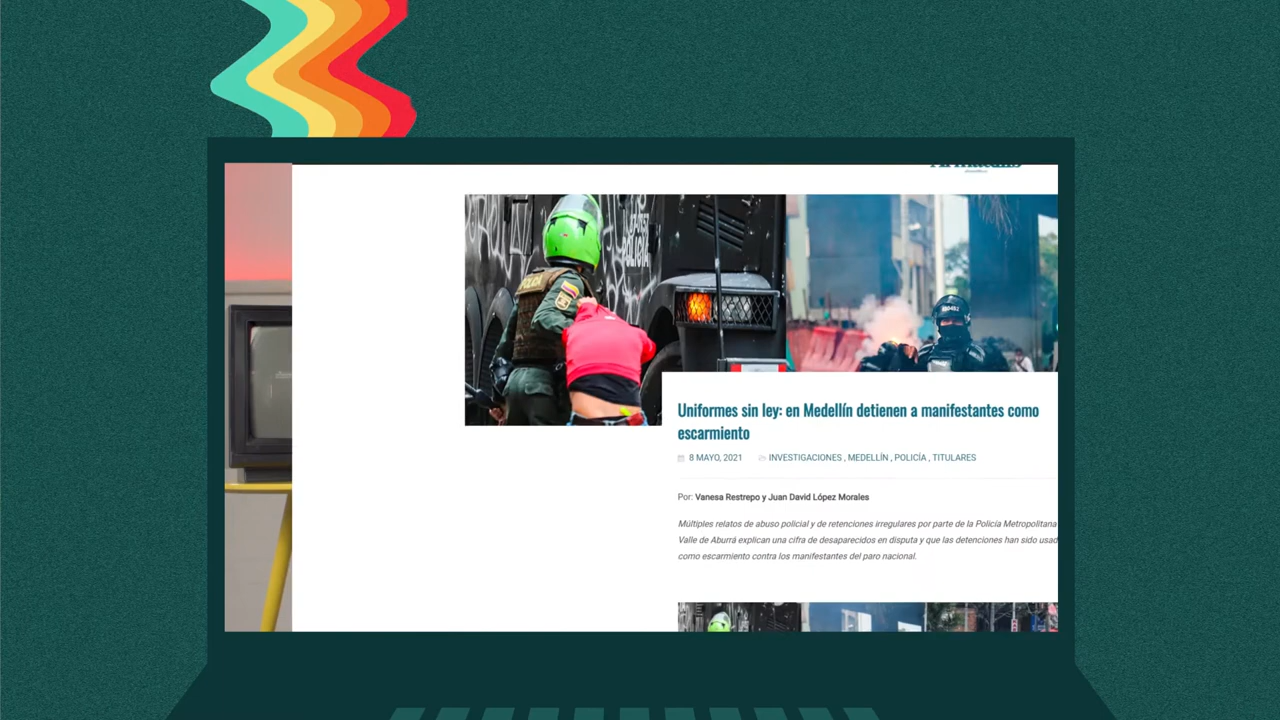 POLICIA
POLICÍA
Uniformes sin ley: en Medellín detienen a manifestantes como
escarmiento
8 MAYO, 2021 INVESTIGACIONES , MEDELLÍN , POLICÍA , TITULARES
Por: Vanesa Restrepo y Juan David López Morales
Múltiples relatos de abuso policial y de retenciones irregulares por parte de la Policía Metropolitana
Valle de Aburrá explican una cifra de desaparecidos en disputa y que las detenciones han sido usad
como escarmiento contra los manifestantes del paro nacional.